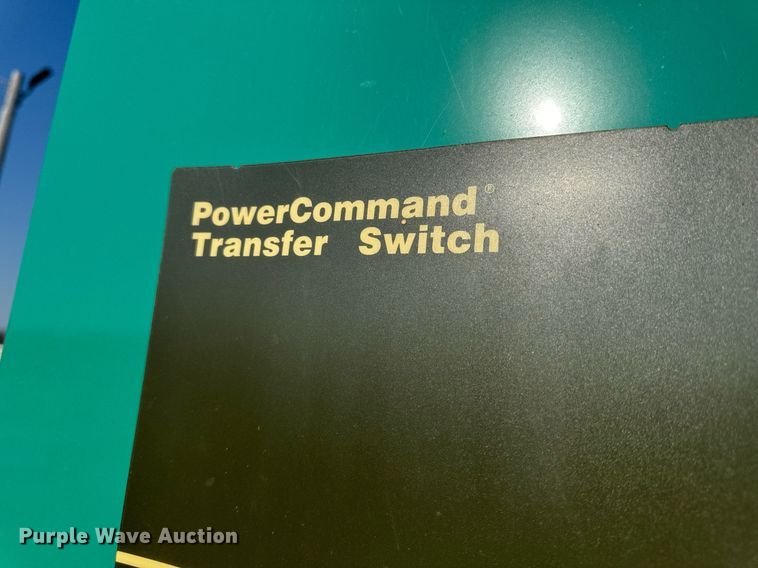 PowerCommand®
Transfer Switch
Purple Wave Auction